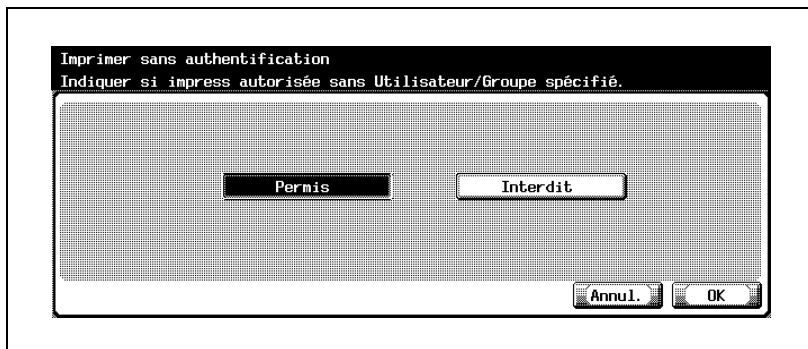 Imprimer sans authentification
Indiquer si impress autorisée sans Utilisateur/Groupe spécifié.
Permis
Interdit
Annul.
OK